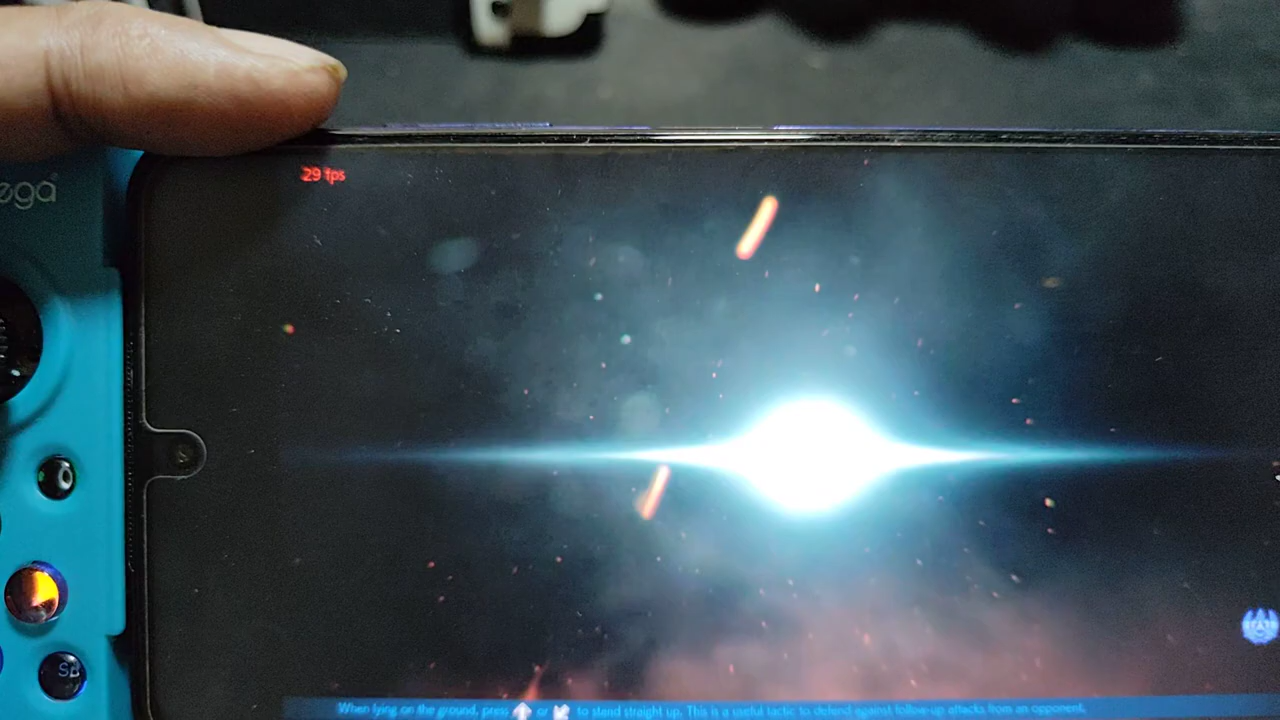 ega
29 fps
SB
When lying on the ground, press or to stand straight up. This is a useful tactic to defend against follow-up attacks from an opponent.